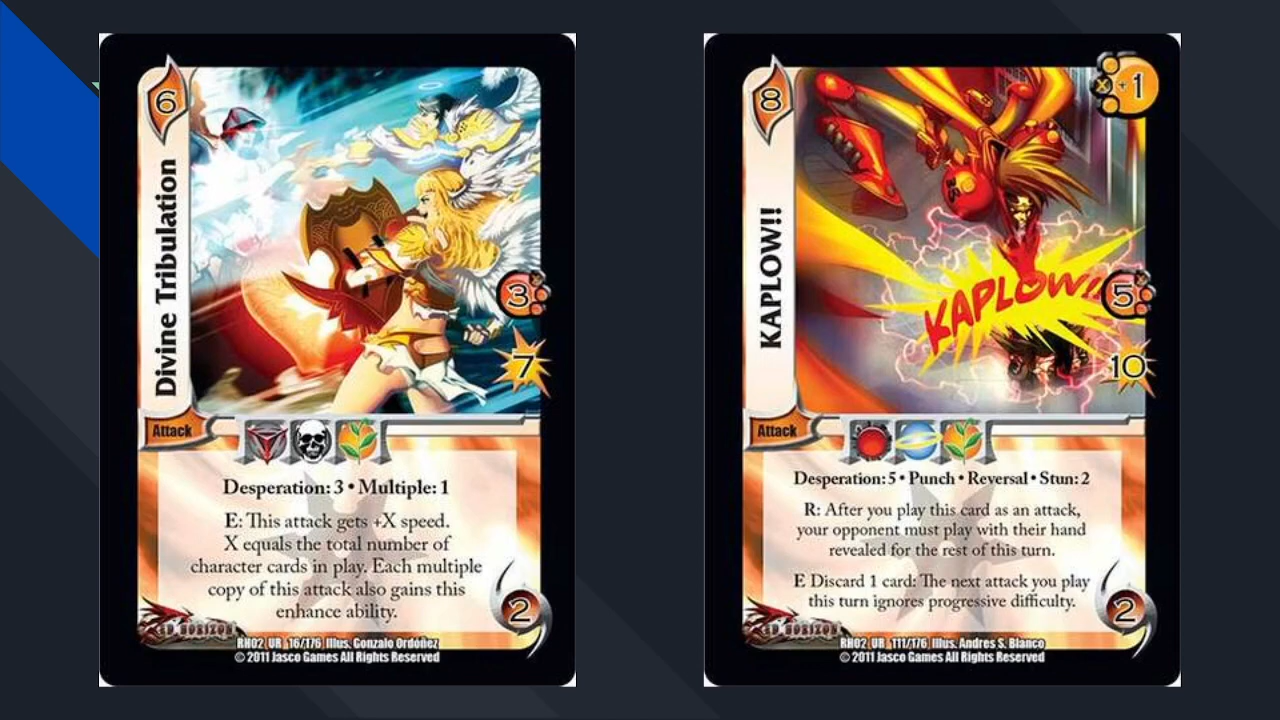 6
Divine Tribulation
3
7
Attack
Desperation: 3 • Multiple: 1
E: This attack gets +X speed.
X equals the total number of
character cards in play. Each multiple
copy of this attack also gains this
enhance ability.
2
RED HORIZON
RH02 UR 16/176 Illus. Gonzalo Ordóñez
© 2011 Jasco Games All Rights Reserved
8
+1
KAPLOW!!
KAPLOW!
5
10
Attack
Desperation: 5 • Punch • Reversal • Stun: 2
R: After you play this card as an attack,
your opponent must play with their hand
revealed for the rest of this turn.
E Discard 1 card: The next attack you play
this turn ignores progressive difficulty.
2
RED HORIZON
RH02 UR 111/176 Illus. Andres S. Blanco
© 2011 Jasco Games All Rights Reserved